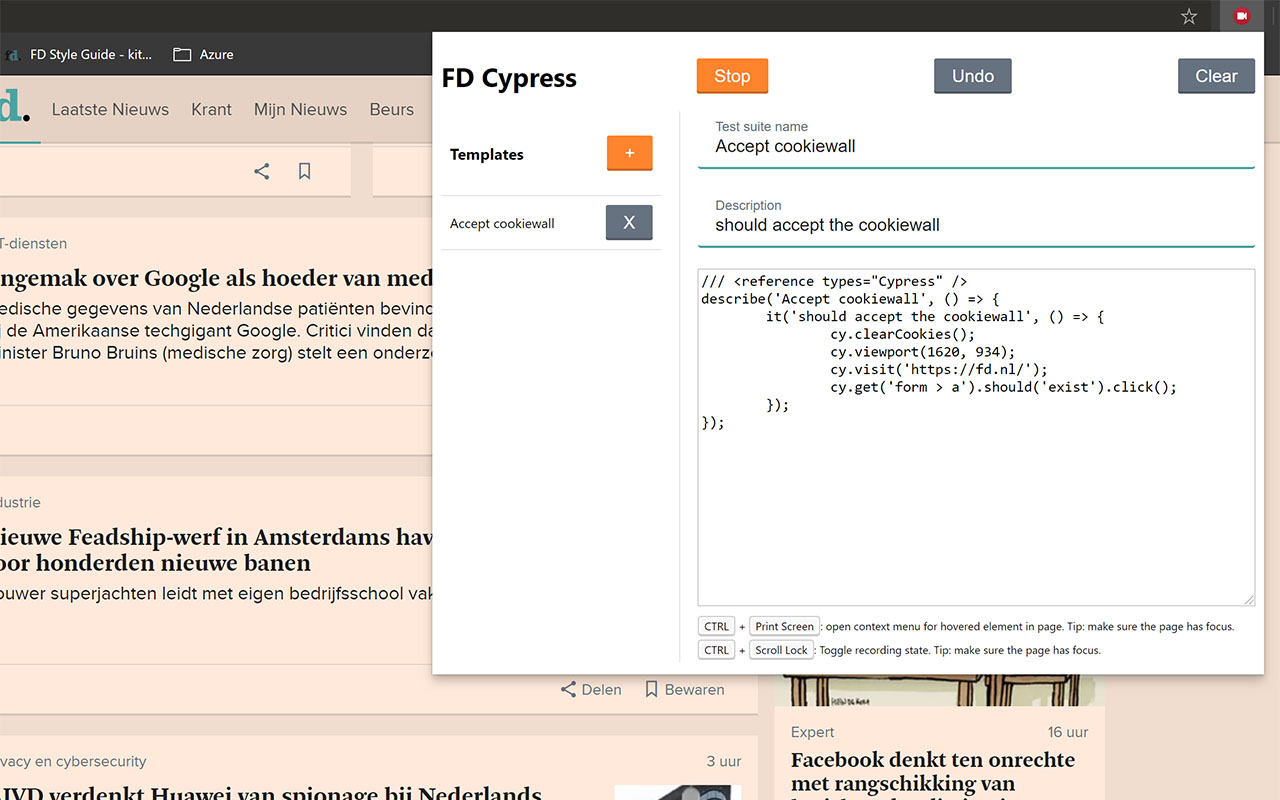 FD Style Guide - kit...
Azure
d.
Laatste Nieuws
Krant
Mijn Nieuws
Beurs
T-diensten
ngemak over Google als hoeder van med
edische gegevens van Nederlandse patiënten bevind
j de Amerikaanse techgigant Google. Critici vinden da
inister Bruno Bruins (medische zorg) stelt een onderz
dustrie
ieuwe Feadship-werf in Amsterdams hav
oor honderden nieuwe banen
ouwer superjachten leidt met eigen bedrijfsschool vak
Delen
Bewaren
vacy en cybersecurity
3 uur
IVD verdenkt Huawei van spionage bij Nederlands
FD Cypress
Stop
Undo
Clear
Templates
+
Accept cookiewall
X
Test suite name
Accept cookiewall
Description
should accept the cookiewall
/// <reference types="Cypress" />
describe('Accept cookiewall', () => {
it('should accept the cookiewall', () => {
cy.clearCookies();
cy.viewport(1620, 934);
cy.visit('https://fd.nl/');
cy.get('form > a').should('exist').click();
});
});
CTRL + Print Screen : open context menu for hovered element in page. Tip: make sure the page has focus.
CTRL + Scroll Lock : Toggle recording state. Tip: make sure the page has focus.
Expert
16 uur
Facebook denkt ten onrechte
met rangschikking van